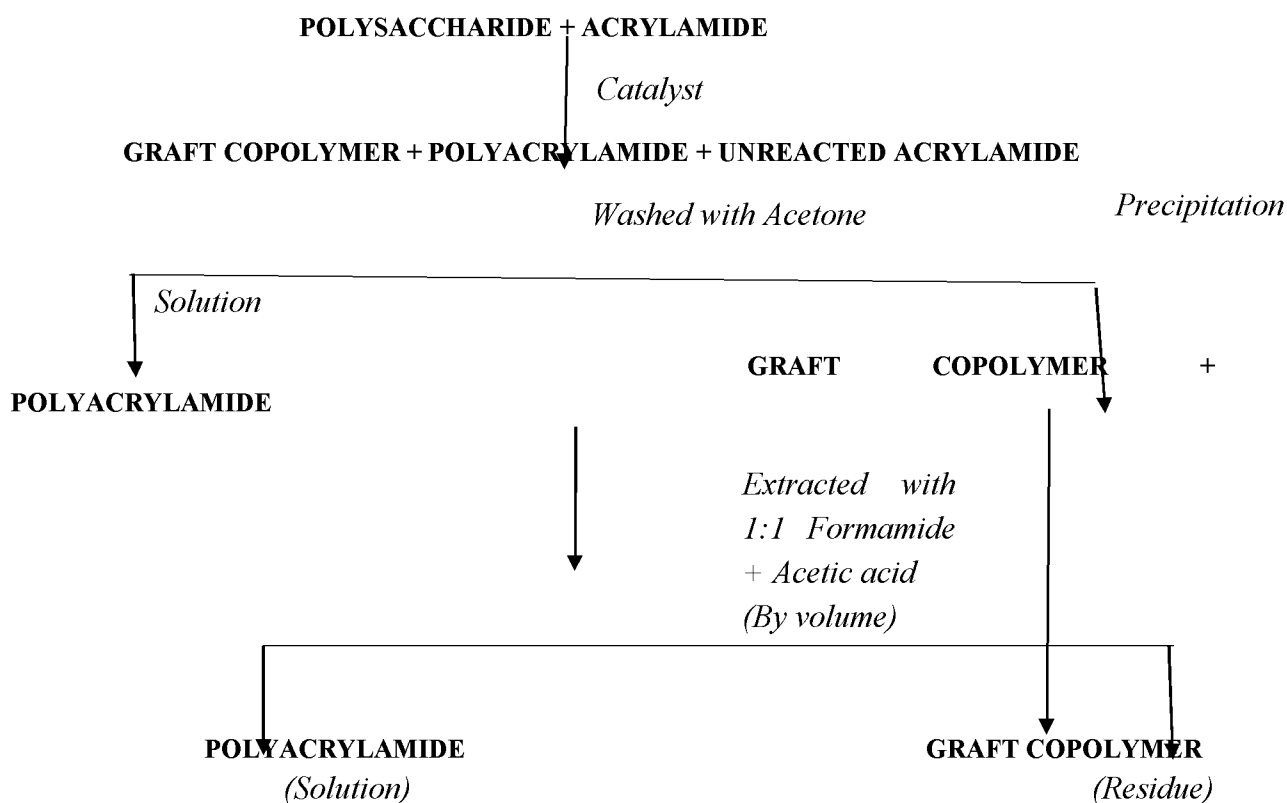 POLYSACCHARIDE + ACRYLAMIDE
Catalyst
GRAFT COPOLYMER + POLYACRYLAMIDE + UNREACTED ACRYLAMIDE
Washed with Acetone
Precipitation
Solution
GRAFT COPOLYMER +
POLYACRYLAMIDE
Extracted with
1:1 Formamide
+ Acetic acid
(By volume)
POLYACRYLAMIDE
(Solution)
GRAFT COPOLYMER
(Residue)